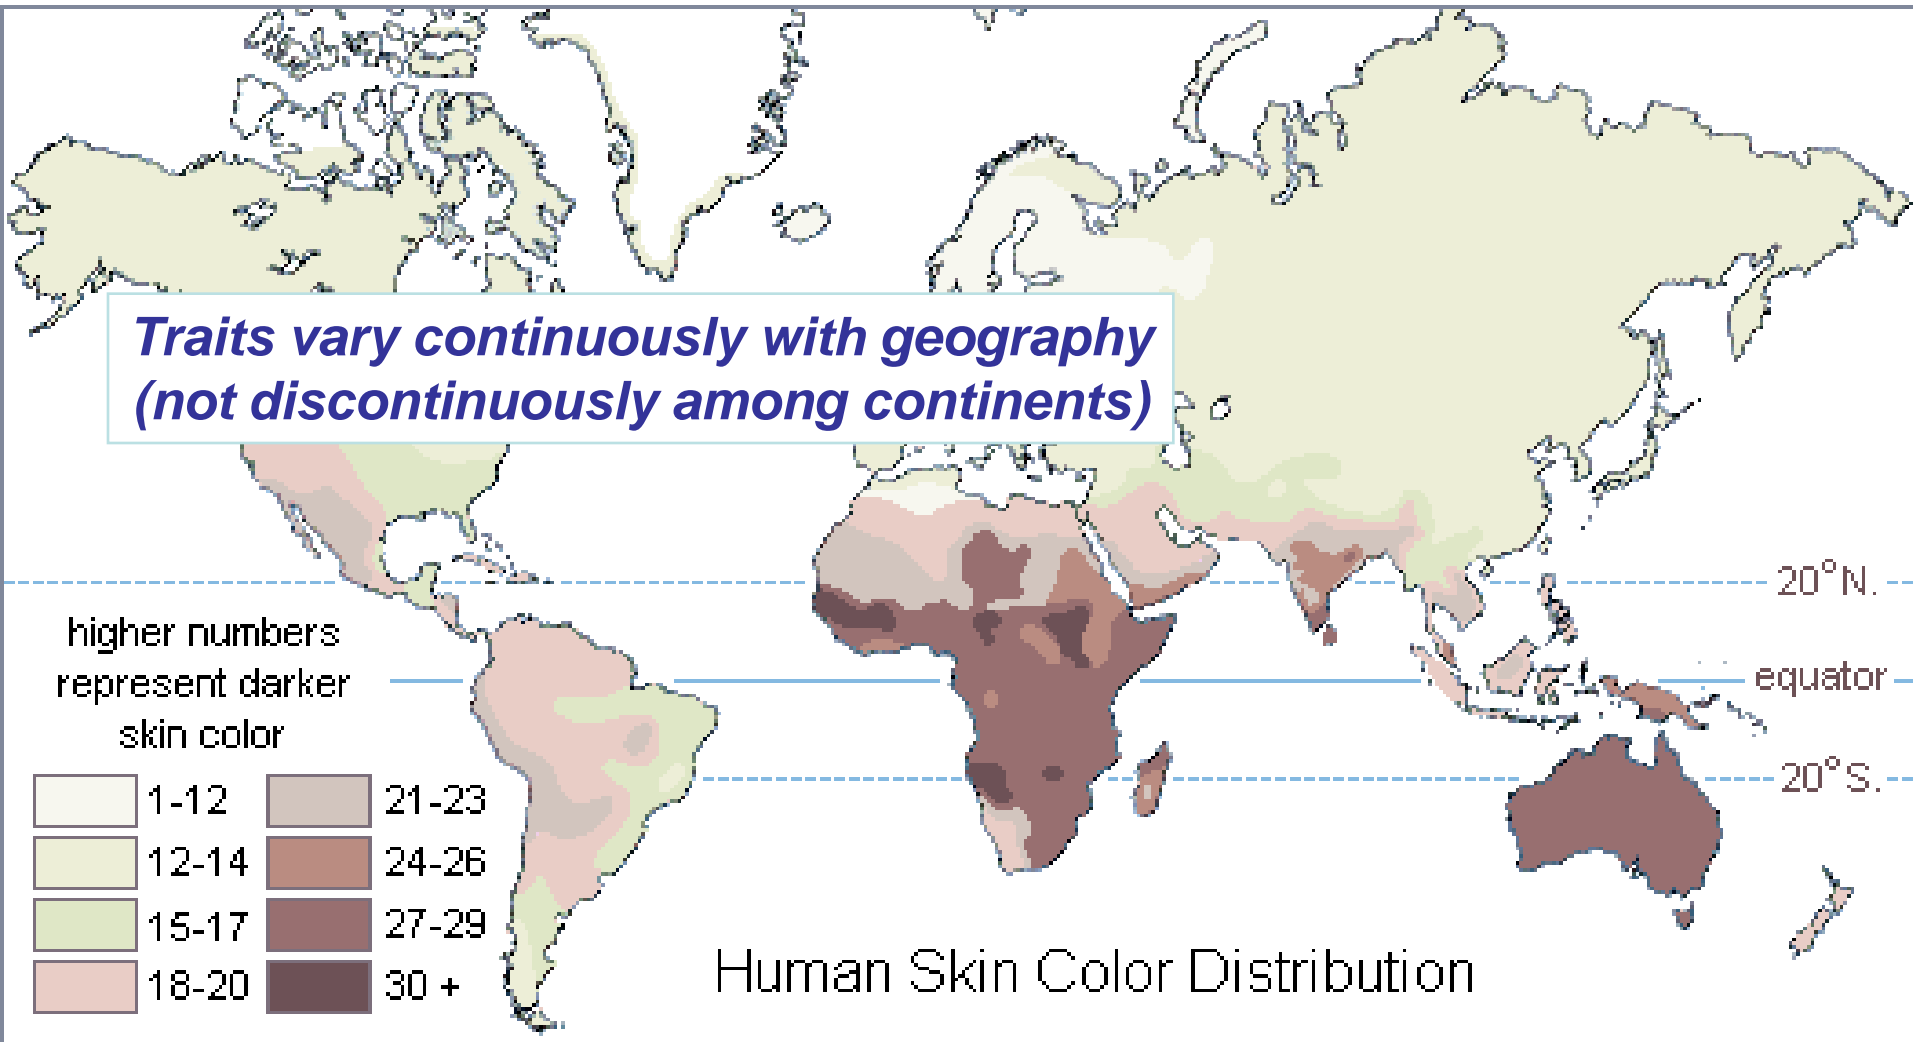 Traits vary continuously with geography
(not discontinuously among continents)
20°N.
higher numbers
represent darker
skin color
equator
20°S.
1-12
21-23
12-14
24-26
15-17
27-29
18-20
30 +
Human Skin Color Distribution